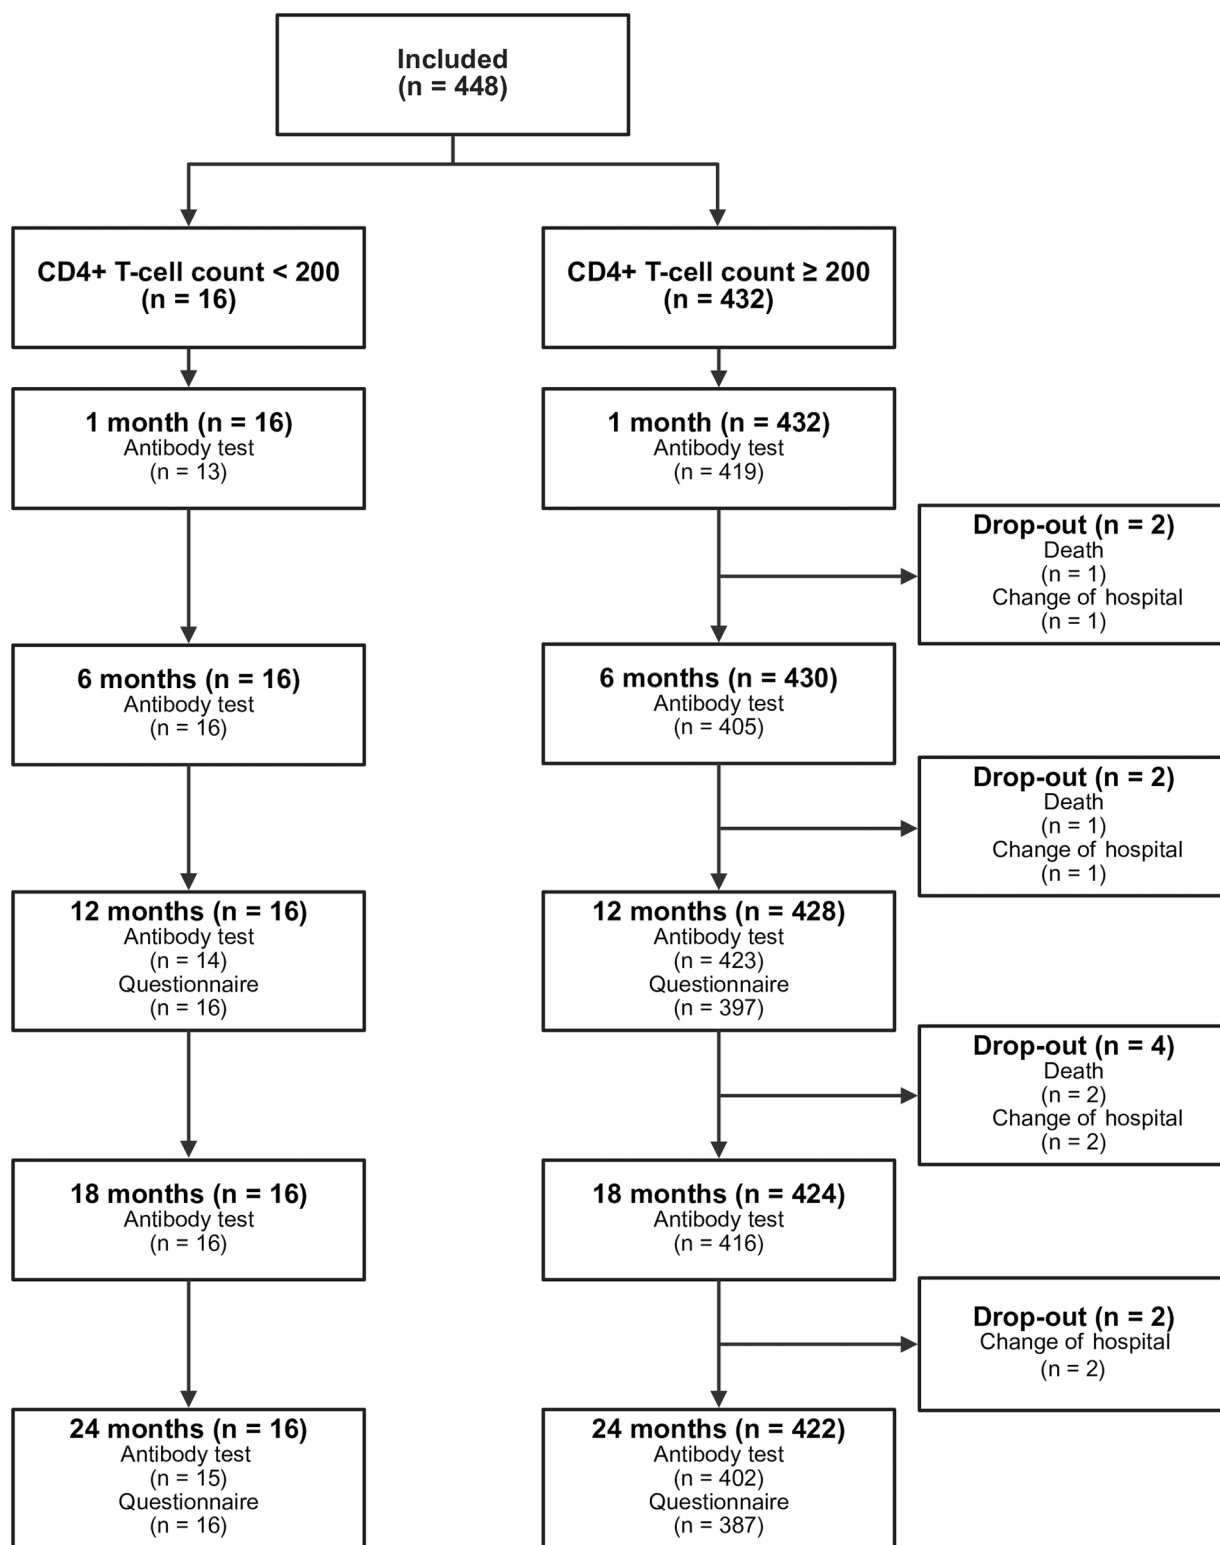 Included
(n = 448)
CD4+ T-cell count < 200
(n = 16)
CD4+ T-cell count ≥ 200
(n = 432)
1 month (n = 16)
Antibody test
(n = 13)
1 month (n = 432)
Antibody test
(n = 419)
Drop-out (n = 2)
Death
(n = 1)
Change of hospital
(n = 1)
6 months (n = 16)
Antibody test
(n = 16)
6 months (n = 430)
Antibody test
(n = 405)
Drop-out (n = 2)
Death
(n = 1)
Change of hospital
(n = 1)
12 months (n = 16)
Antibody test
(n = 14)
Questionnaire
(n = 16)
12 months (n = 428)
Antibody test
(n = 423)
Questionnaire
(n = 397)
Drop-out (n = 4)
Death
(n = 2)
Change of hospital
(n = 2)
18 months (n = 16)
Antibody test
(n = 16)
18 months (n = 424)
Antibody test
(n = 416)
Drop-out (n = 2)
Change of hospital
(n = 2)
24 months (n = 16)
Antibody test
(n = 15)
Questionnaire
(n = 16)
24 months (n = 422)
Antibody test
(n = 402)
Questionnaire
(n = 387)